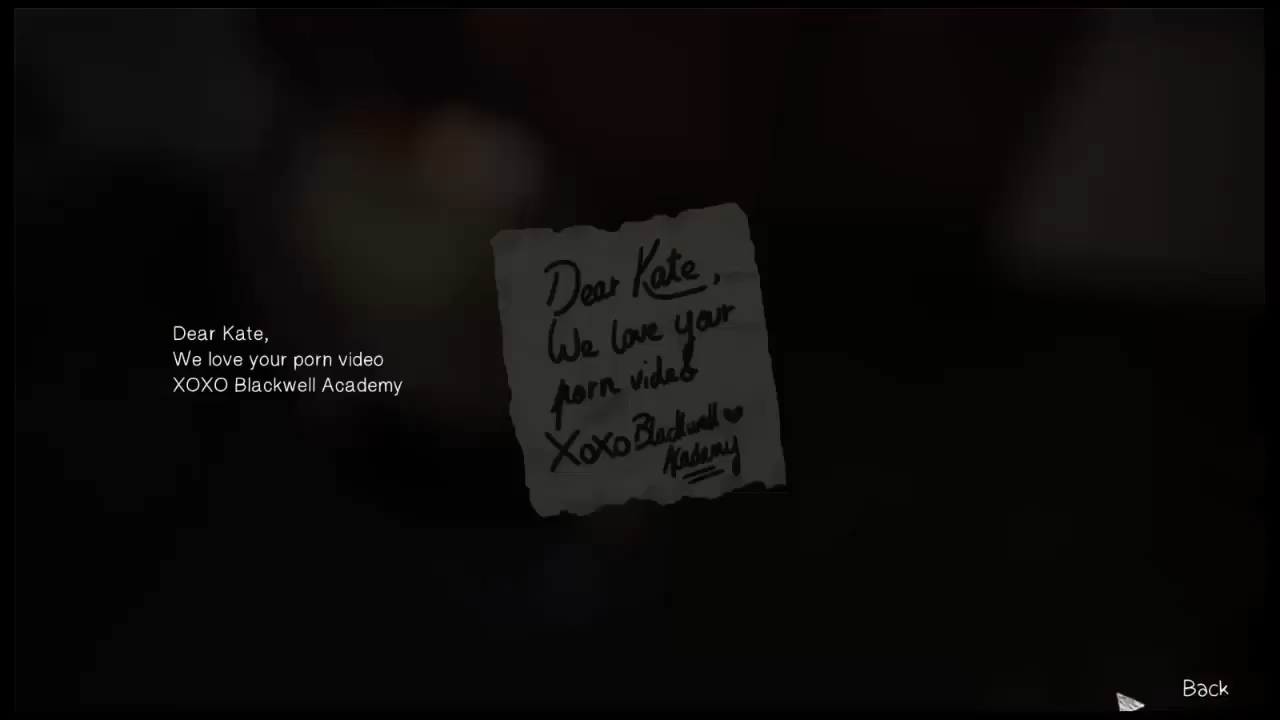 Dear Kate,
We love your porn video
XOXO Blackwell Academy
Dear Kate,
We love your
porn video
XoXo Blackwell
Academy
Back